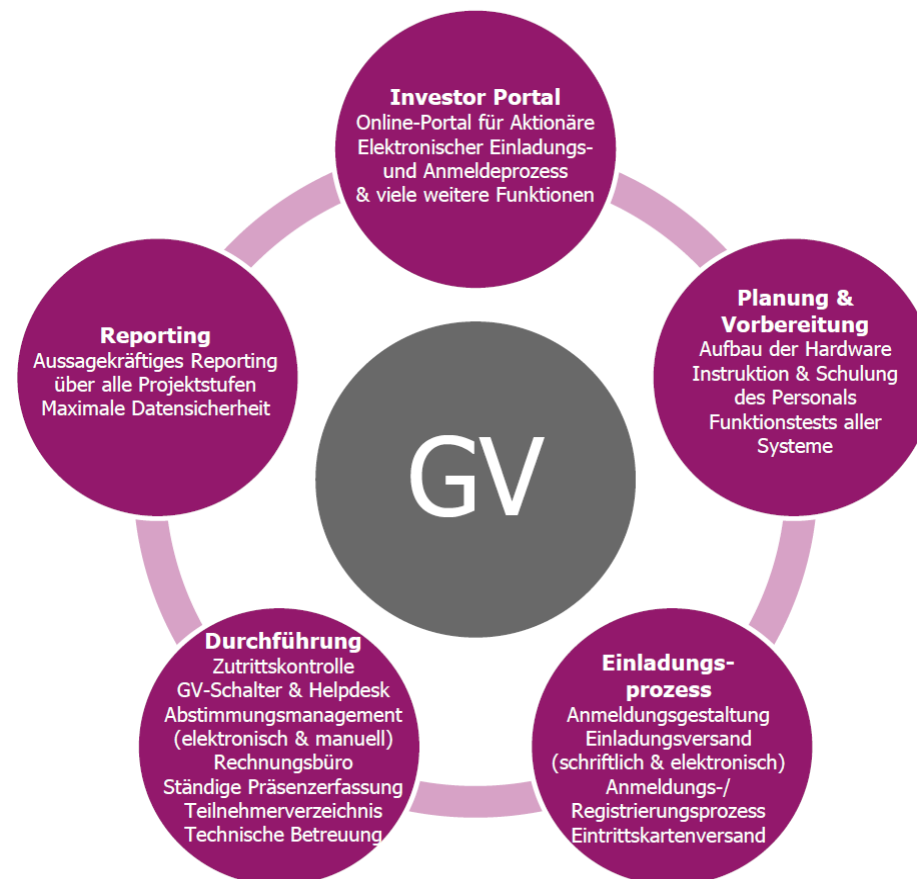 Investor Portal
Online-Portal für Aktionäre
Elektronischer Einladungs-
und Anmeldeprozess
& viele weitere Funktionen
Planung &
Vorbereitung
Aufbau der Hardware
Instruktion & Schulung
des Personals
Funktionstests aller
Systeme
Einladungs-
prozess
Anmeldungsgestaltung
Einladungsversand
(schriftlich & elektronisch)
Anmeldungs-/
Registrierungsprozess
Eintrittskartenversand
Durchführung
Zutrittskontrolle
GV-Schalter & Helpdesk
Abstimmungsmanagement
(elektronisch & manuell)
Rechnungsbüro
Ständige Präsenzerfassung
Teilnehmerverzeichnis
Technische Betreuung
Reporting
Aussagekräftiges Reporting
über alle Projektstufen
Maximale Datensicherheit
GV